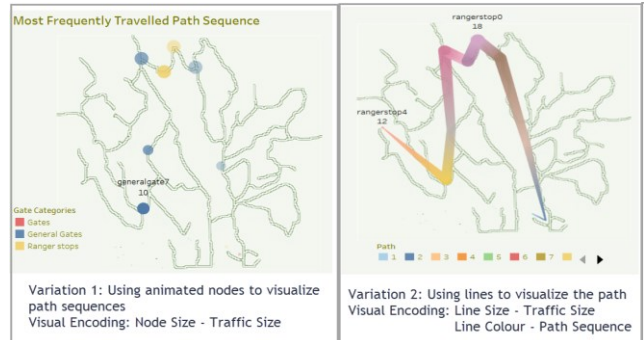 Most Frequently Travelled Path Sequence
generalgate7
10
Gate Categories
Gates
General Gates
Ranger stops
Variation 1: Using animated nodes to visualize
path sequences
Visual Encoding: Node Size - Traffic Size
rangerstop0
18
rangerstop4
12
Path
1 2 3 4 5 6 7
Variation 2: Using lines to visualize the path
Visual Encoding: Line Size - Traffic Size
Line Colour - Path Sequence